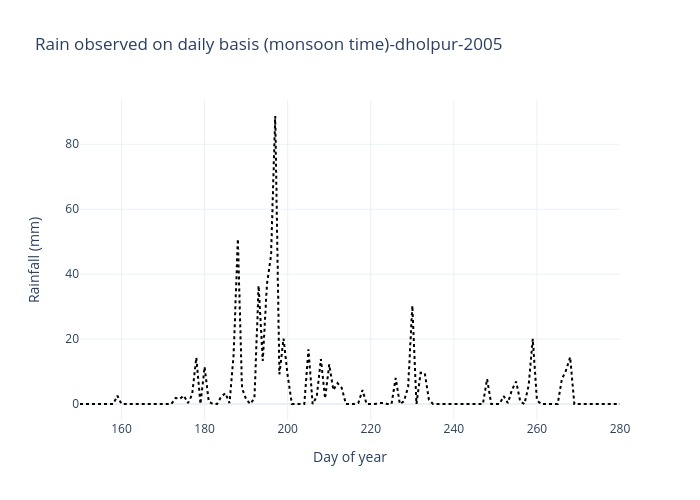 Rain observed on daily basis (monsoon time)-dholpur-2005
80
60
40
20
0
Rainfall (mm)
160 180 200 220 240 260 280
Day of year